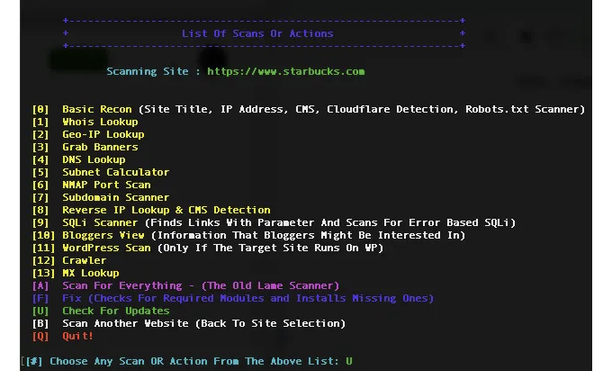 +--------------------------------------------------------------+
+ List Of Scans Or Actions +
+--------------------------------------------------------------+
Scanning Site : https://www.starbucks.com
[0] Basic Recon (Site Title, IP Address, CMS, Cloudflare Detection, Robots.txt Scanner)
[1] Whois Lookup
[2] Geo-IP Lookup
[3] Grab Banners
[4] DNS Lookup
[5] Subnet Calculator
[6] NMAP Port Scan
[7] Subdomain Scanner
[8] Reverse IP Lookup & CMS Detection
[9] SQLi Scanner (Finds Links With Parameter And Scans For Error Based SQLi)
[10] Bloggers View (Information That Bloggers Might Be Interested In)
[11] WordPress Scan (Only If The Target Site Runs On WP)
[12] Crawler
[13] MX Lookup
[A] Scan For Everything - (The Old Lame Scanner)
[F] Fix (Checks For Required Modules and Installs Missing Ones)
[U] Check For Updates
[B] Scan Another Website (Back To Site Selection)
[Q] Quit!
[[#] Choose Any Scan OR Action From The Above List: U